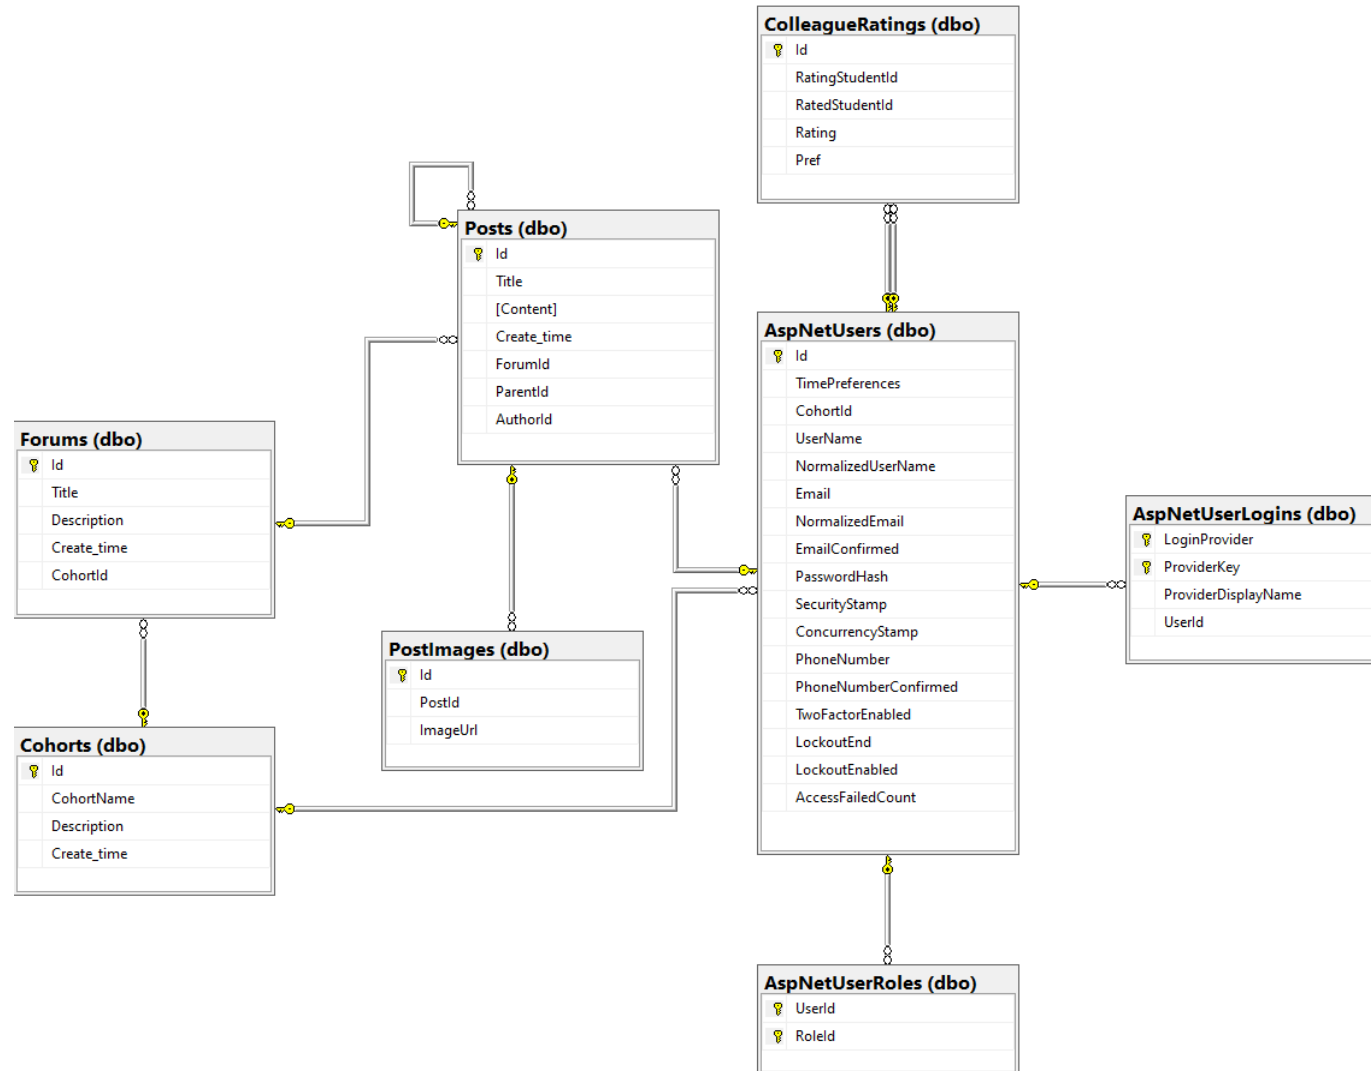 ColleagueRatings (dbo)
Id
RatingStudentId
RatedStudentId
Rating
Pref
Posts (dbo)
Id
Title
[Content]
Create_time
ForumId
ParentId
AuthorId
AspNetUsers (dbo)
Id
TimePreferences
CohortId
UserName
NormalizedUserName
Email
NormalizedEmail
EmailConfirmed
PasswordHash
SecurityStamp
ConcurrencyStamp
PhoneNumber
PhoneNumberConfirmed
TwoFactorEnabled
LockoutEnd
LockoutEnabled
AccessFailedCount
Forums (dbo)
Id
Title
Description
Create_time
CohortId
AspNetUserLogins (dbo)
LoginProvider
ProviderKey
ProviderDisplayName
UserId
PostImages (dbo)
Id
PostId
ImageUrl
Cohorts (dbo)
Id
CohortName
Description
Create_time
AspNetUserRoles (dbo)
UserId
RoleId